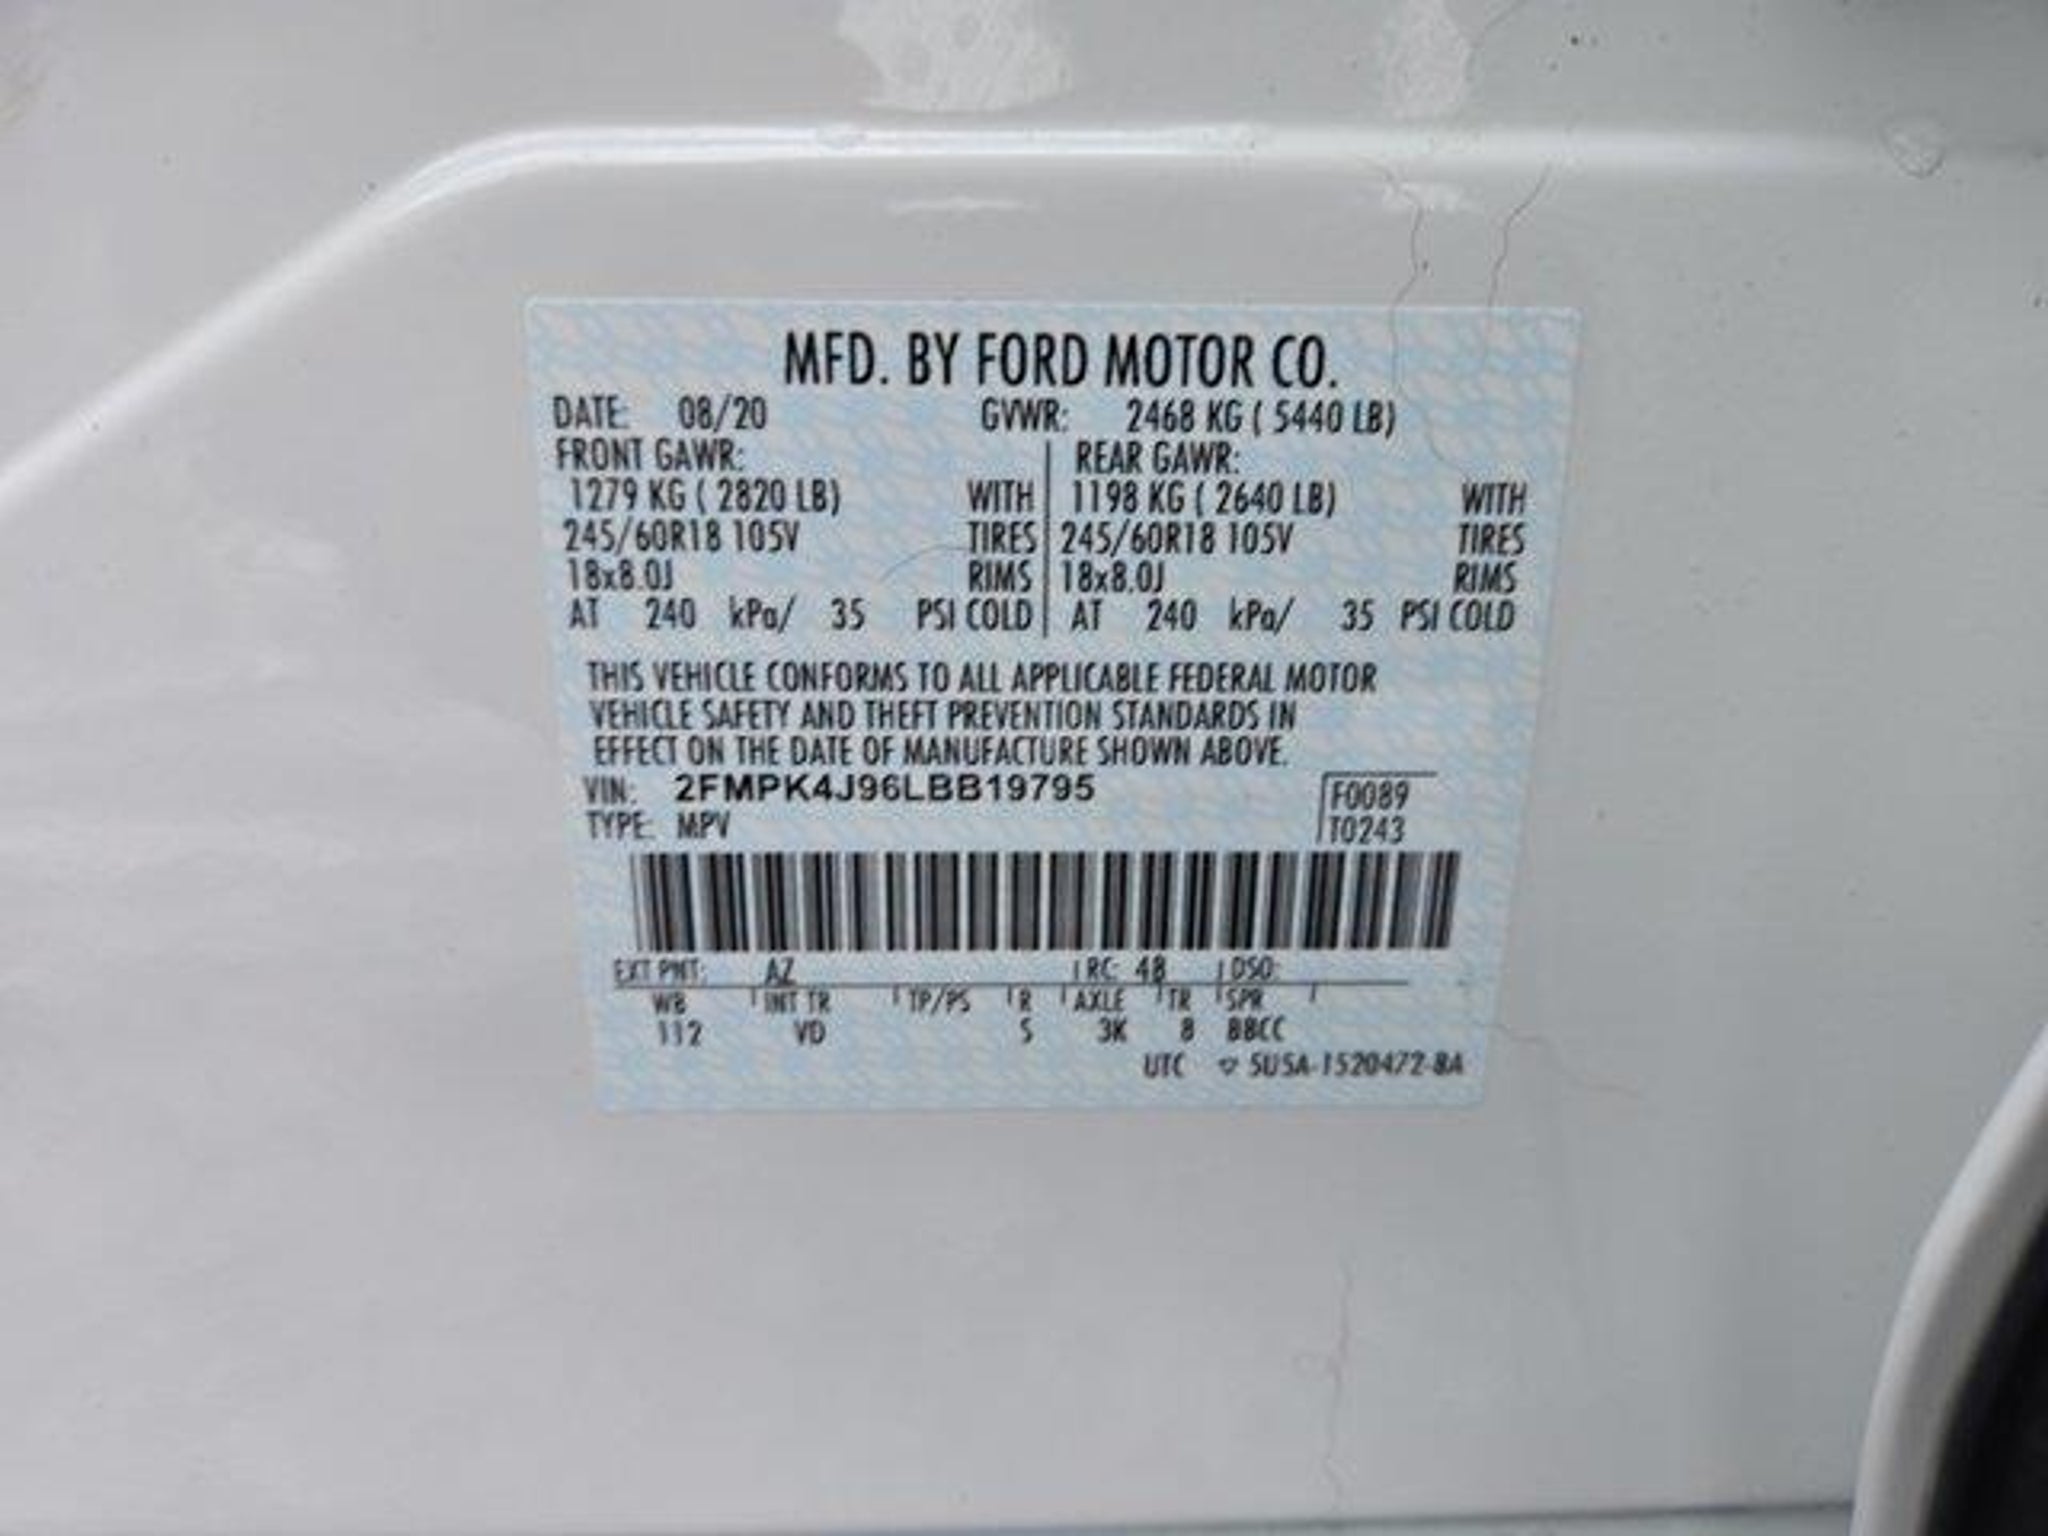 MFD. BY FORD MOTOR CO.
DATE: 08/20 GVWR: 2468 KG ( 5440 LB)
FRONT GAWR: REAR GAWR:
1279 KG ( 2820 LB) WITH 1198 KG ( 2640 LB) WITH
245/60R18 105V TIRES 245/60R18 105V TIRES
18x8.0J RIMS 18x8.0J RIMS
AT 240 kPa/ 35 PSI COLD AT 240 kPa/ 35 PSI COLD
THIS VEHICLE CONFORMS TO ALL APPLICABLE FEDERAL MOTOR
VEHICLE SAFETY AND THEFT PREVENTION STANDARDS IN
EFFECT ON THE DATE OF MANUFACTURE SHOWN ABOVE.
VIN: 2FMPK4J96LBB19795 F0089
TYPE: MPV T0243
EXT PNT: AZ RC: 48 DSO:
WB INT TR TP/PS R AXLE TR SPR
112 VD 5 3K 8 BBCC
UTC ▽ 5U5A-1520472-8A